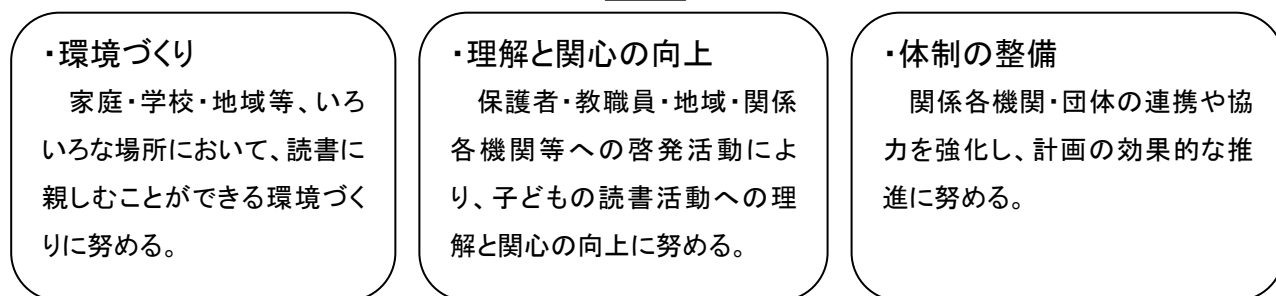 ・環境づくり
家庭・学校・地域等、いろ
いろな場所において、読書に
親しむことができる環境づく
りに努める。
・理解と関心の向上
保護者・教職員・地域・関係
各機関等への啓発活動によ
り、子どもの読書活動への理
解と関心の向上に努める。
・体制の整備
関係各機関・団体の連携や協
力を強化し、計画の効果的な推
進に努める。